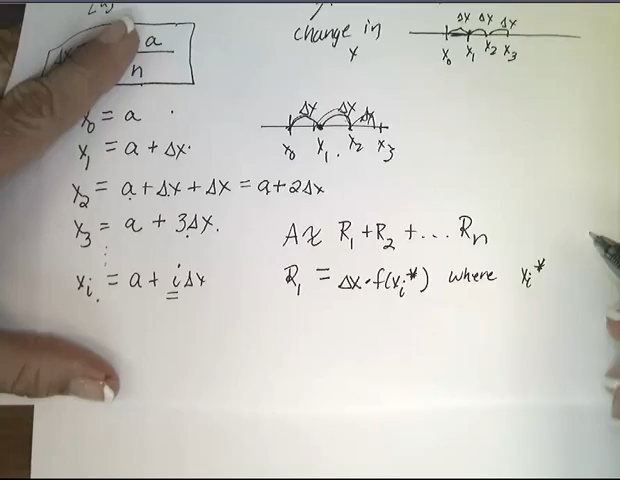 change in
x
Δx Δx Δx
x₀ x₁ x₂ x₃
a
n
x₀ = a
Δx Δx Δx
x₀ x₁ x₂ x₃
x₁ = a + Δx
x₂ = a + Δx + Δx = a + 2Δx
x₃ = a + 3Δx.
A ≈ R₁ + R₂ + ... Rₙ
⋮
xᵢ = a + iΔx
R₁ = Δx · f(xᵢ*) where xᵢ*